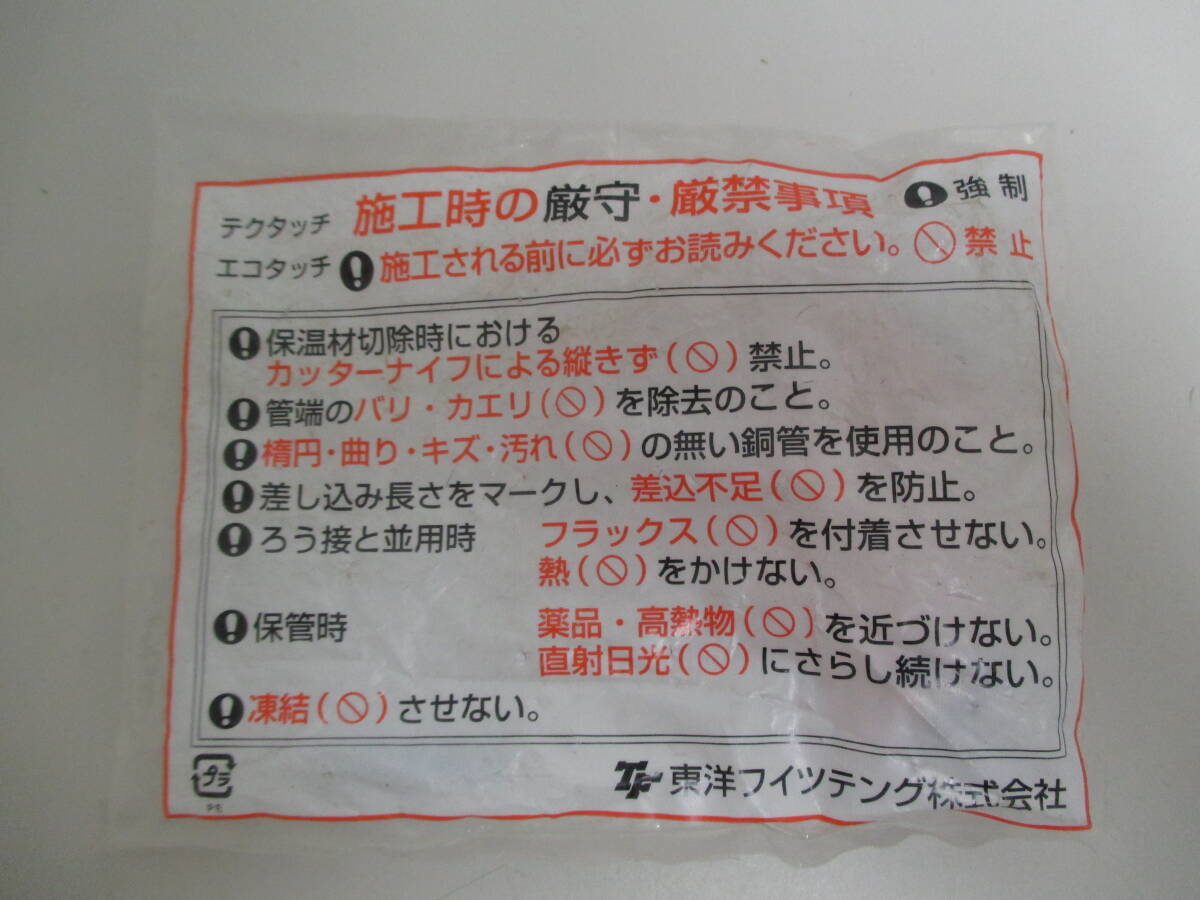 テクタッチ
エコタッチ
施工時の厳守・厳禁事項
施工される前に必ずお読みください。
強制
禁止
保温材切除時における
カッターナイフによる縦きず（🚫）禁止。
管端のバリ・カエリ（🚫）を除去のこと。
楕円・曲り・キズ・汚れ（🚫）の無い銅管を使用のこと。
差し込み長さをマークし、差込不足（🚫）を防止。
ろう接と並用時 フラックス（🚫）を付着させない。
熱（🚫）をかけない。
保管時 薬品・高熱物（🚫）を近づけない。
直射日光（🚫）にさらし続けない。
凍結（🚫）させない。
プラ
PE
TF 東洋フイツテング株式会社